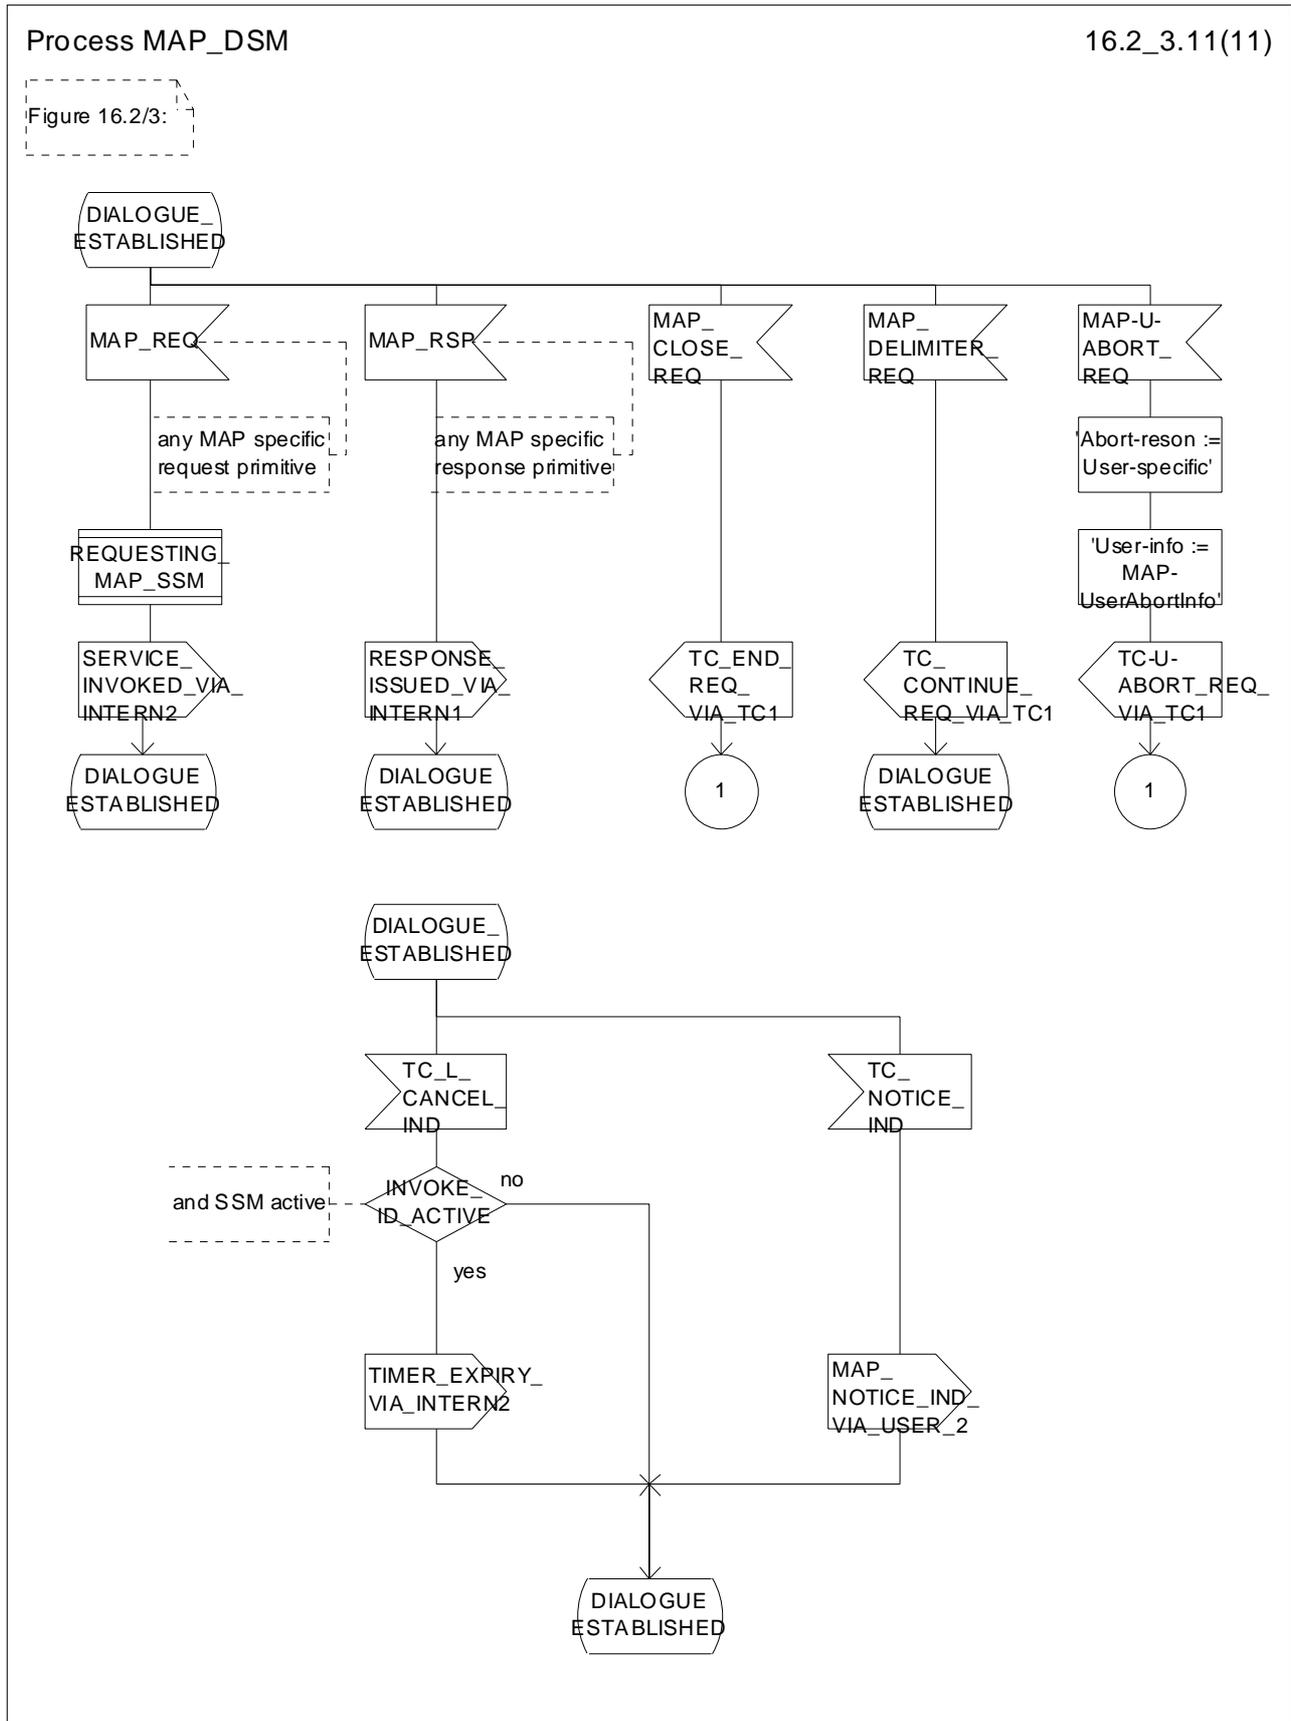 Process MAP_DSM
16.2_3.11(11)
Figure 16.2/3:
DIALOGUE_
ESTABLISHED
MAP_REQ
MAP_RSP
MAP_
CLOSE_
REQ
MAP_
DELIMITER_
REQ
MAP-U-
ABORT_
REQ
any MAP specific
request primitive
any MAP specific
response primitive
'Abort-reson :=
User-specific'
REQUESTING_
MAP_SSM
'User-info :=
MAP-
UserAbortInfo'
SERVICE_
INVOKED_VIA_
INTERN2
RESPONSE_
ISSUED_VIA_
INTERN1
TC_END_
REQ_
VIA_TC1
TC_
CONTINUE_
REQ_VIA_TC1
TC-U-
ABORT_REQ_
VIA_TC1
DIALOGUE
ESTABLISHED
DIALOGUE
ESTABLISHED
1
DIALOGUE
ESTABLISHED
1
DIALOGUE_
ESTABLISHED
TC_L_
CANCEL_
IND
TC_
NOTICE_
IND
and SSM active
INVOKE_
ID_ACTIVE
no
yes
TIMER_EXPIRY_
VIA_INTERN2
MAP_
NOTICE_IND_
VIA_USER_2
DIALOGUE
ESTABLISHED